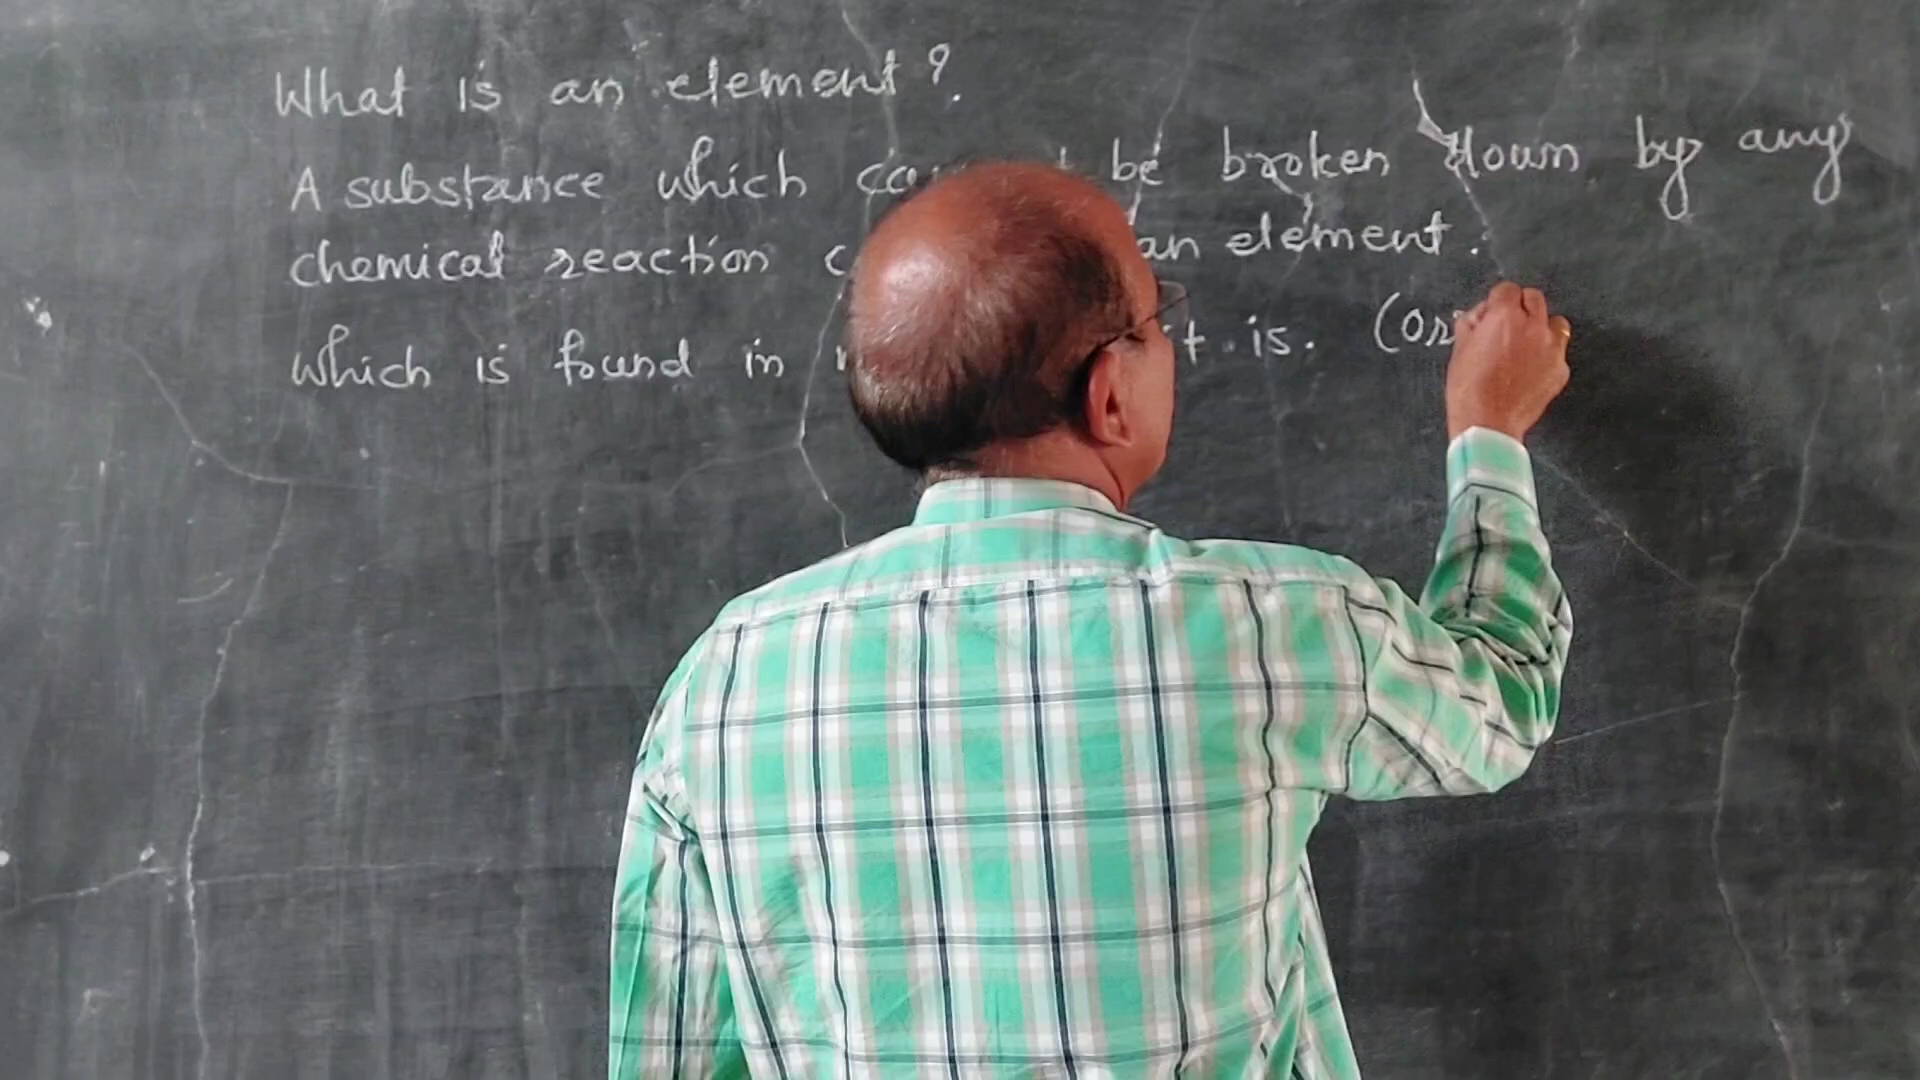 What is an element?
A substance which be broken down by any
chemical reaction an element.
which is found in it is. (or